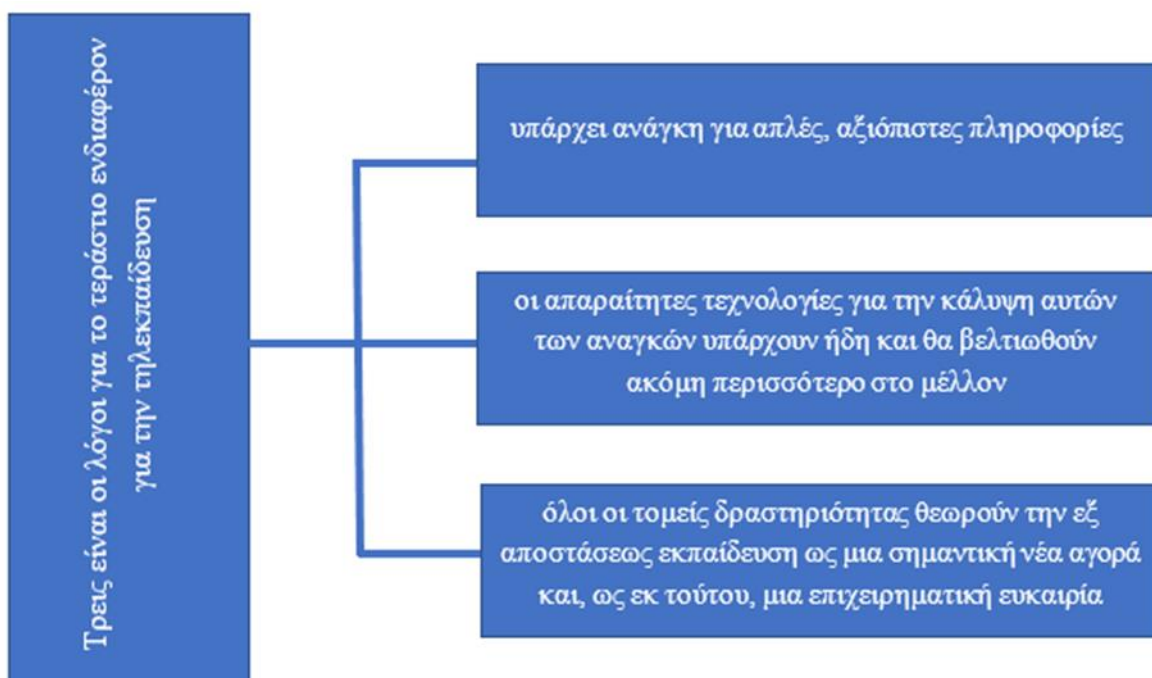 Τρεις είναι οι λόγοι για το τεράστιο ενδιαφέρον
για την τηλεκπαίδευση
υπάρχει ανάγκη για απλές, αξιόπιστες πληροφορίες
οι απαραίτητες τεχνολογίες για την κάλυψη αυτών
των αναγκών υπάρχουν ήδη και θα βελτιωθούν
ακόμη περισσότερο στο μέλλον
όλοι οι τομείς δραστηριότητας θεωρούν την εξ
αποστάσεως εκπαίδευση ως μια σημαντική νέα αγορά
και, ως εκ τούτου, μια επιχειρηματική ευκαιρία